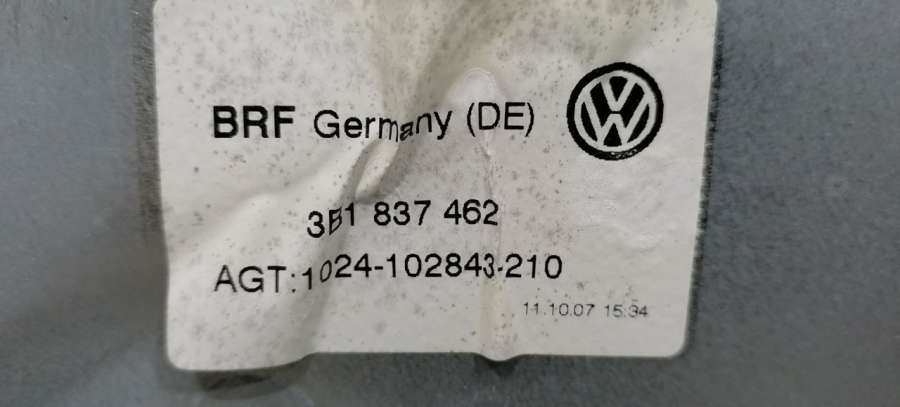 BRF Germany (DE)
3B1 837 462
AGT:1024-102843-210
11.10.07 15:34